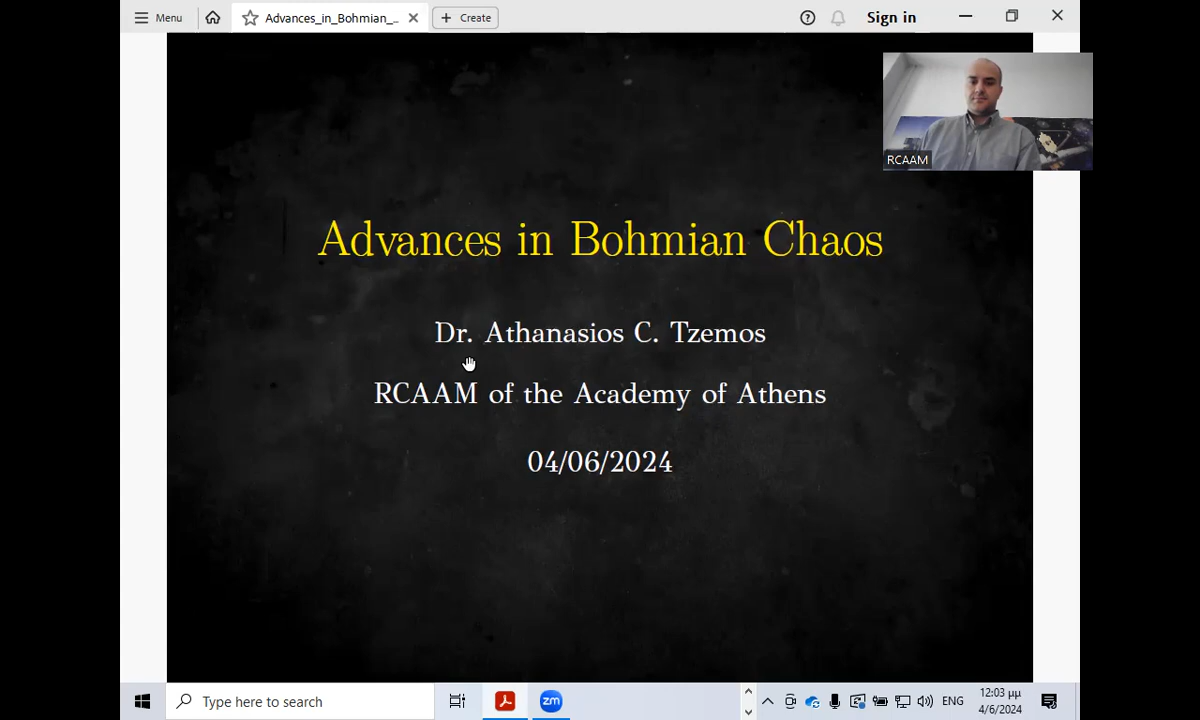 Menu
Advances_in_Bohmian_...
Create
Sign in
RCAAM
Advances in Bohmian Chaos
Dr. Athanasios C. Tzemos
RCAAM of the Academy of Athens
04/06/2024
Type here to search
zm
ENG
12:03 μμ
4/6/2024